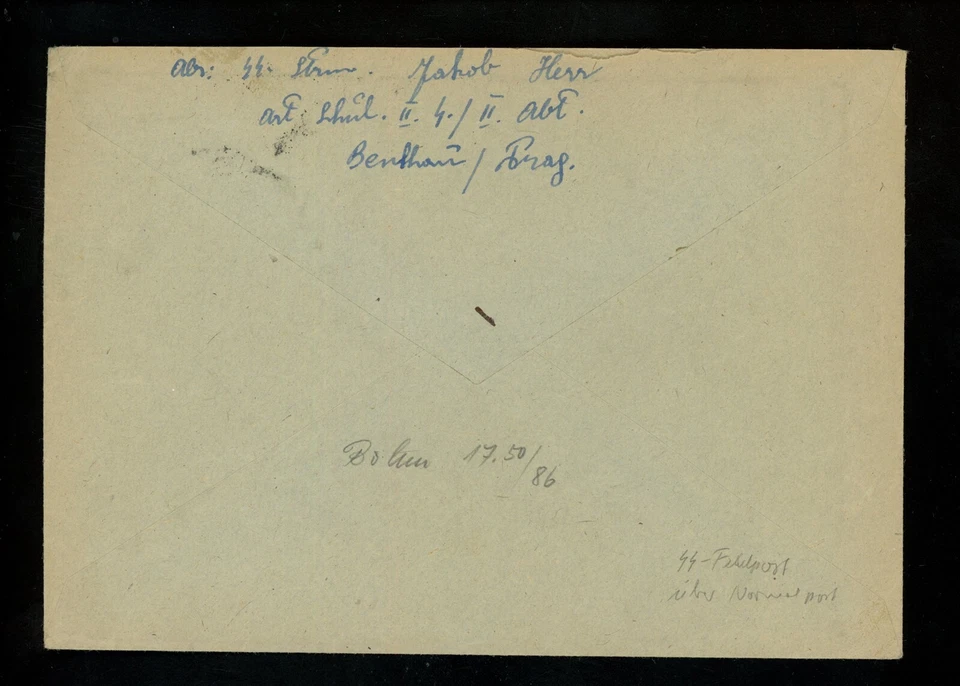 Abs: SS Strm. Jakob Herr
Art Schul. II. 4./II. Abt.
Beneschau/Prag.
17.50/86
SS-Feldpost
über Normalpost